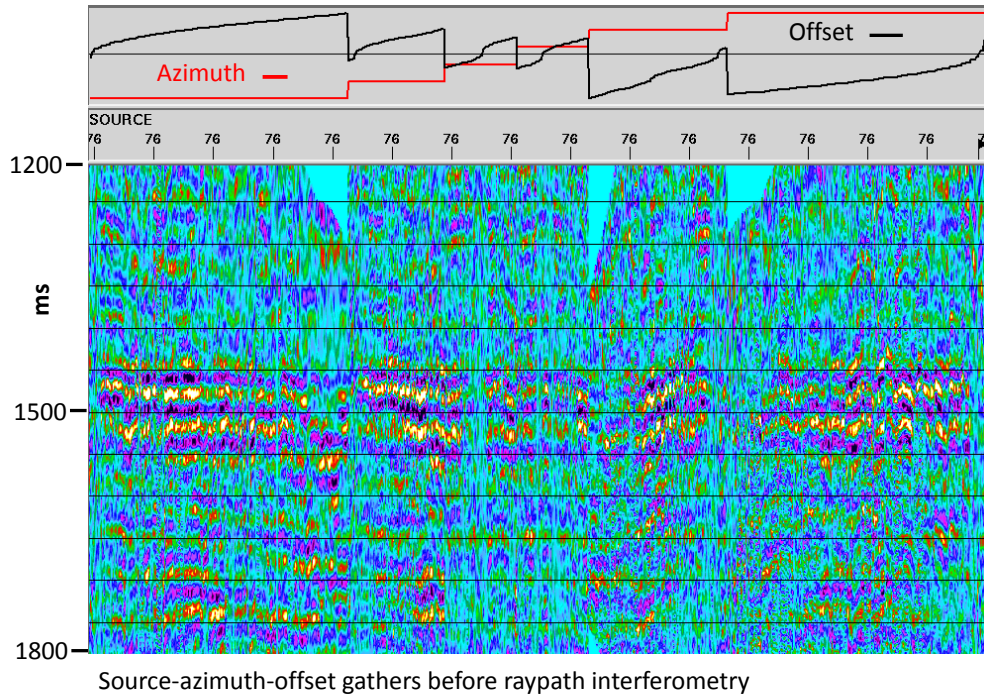 Offset
Azimuth
SOURCE
76 76 76 76 76 76 76 76 76 76 76 76 76 76 76
1200
ms
1500
1800
Source-azimuth-offset gathers before raypath interferometry